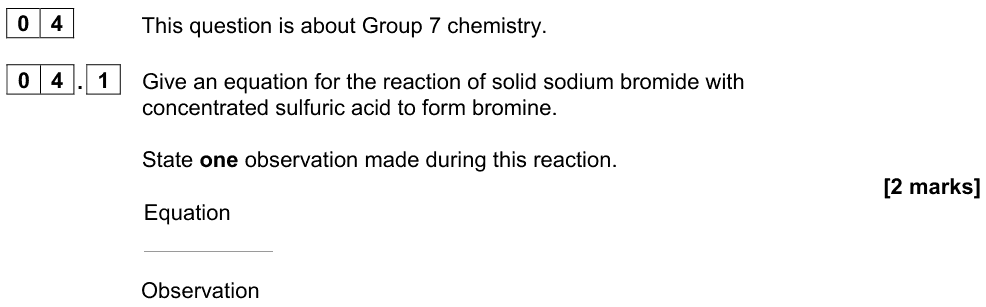 0 4 This question is about Group 7 chemistry.
0 4 . 1 Give an equation for the reaction of solid sodium bromide with
concentrated sulfuric acid to form bromine.
State one observation made during this reaction.
[2 marks]
Equation
Observation